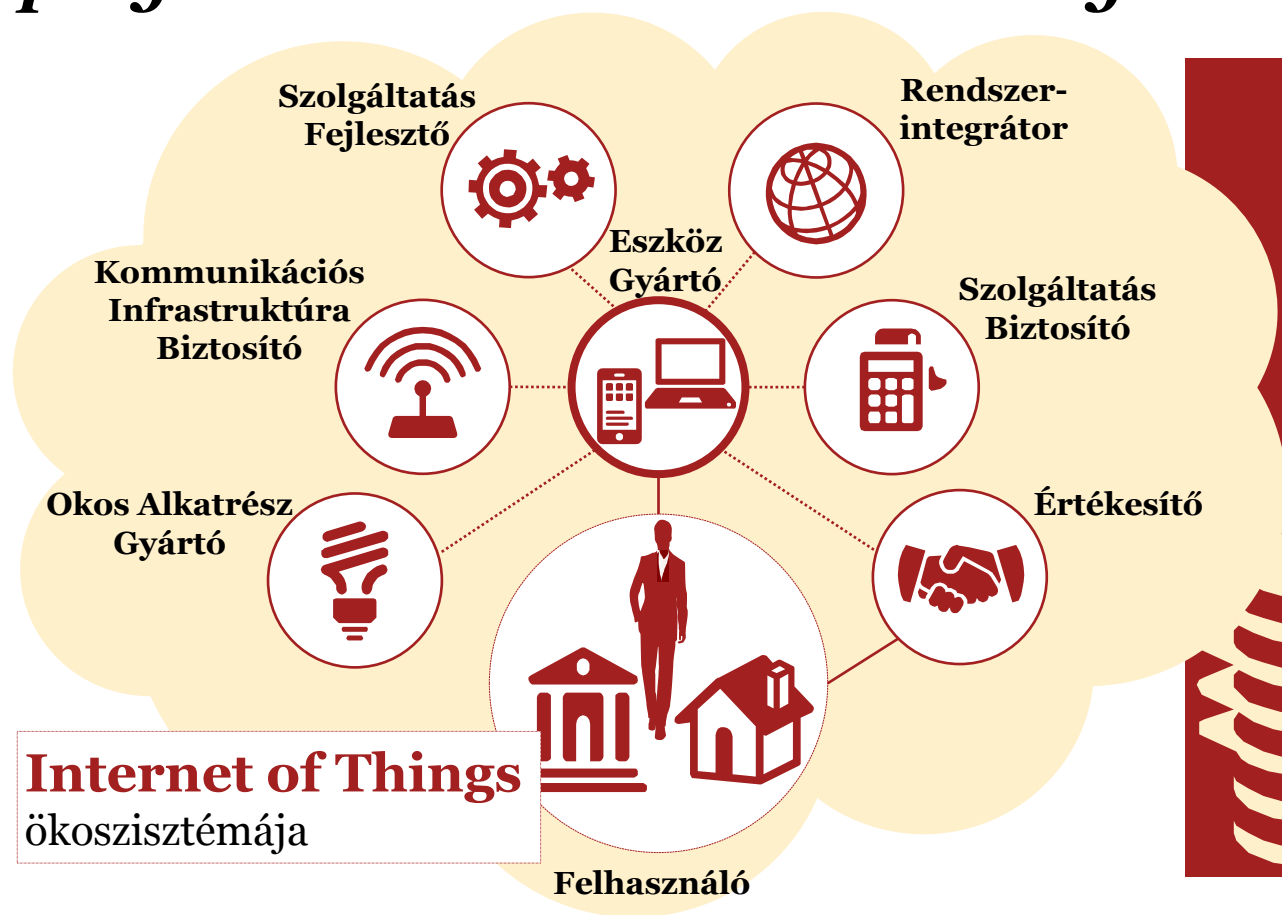 Szolgáltatás
Fejlesztő
Rendszer-
integrátor
Eszköz
Gyártó
Kommunikációs
Infrastruktúra
Biztosító
Szolgáltatás
Biztosító
Okos Alkatrész
Gyártó
Értékesítő
Internet of Things
ökoszisztémája
Felhasználó